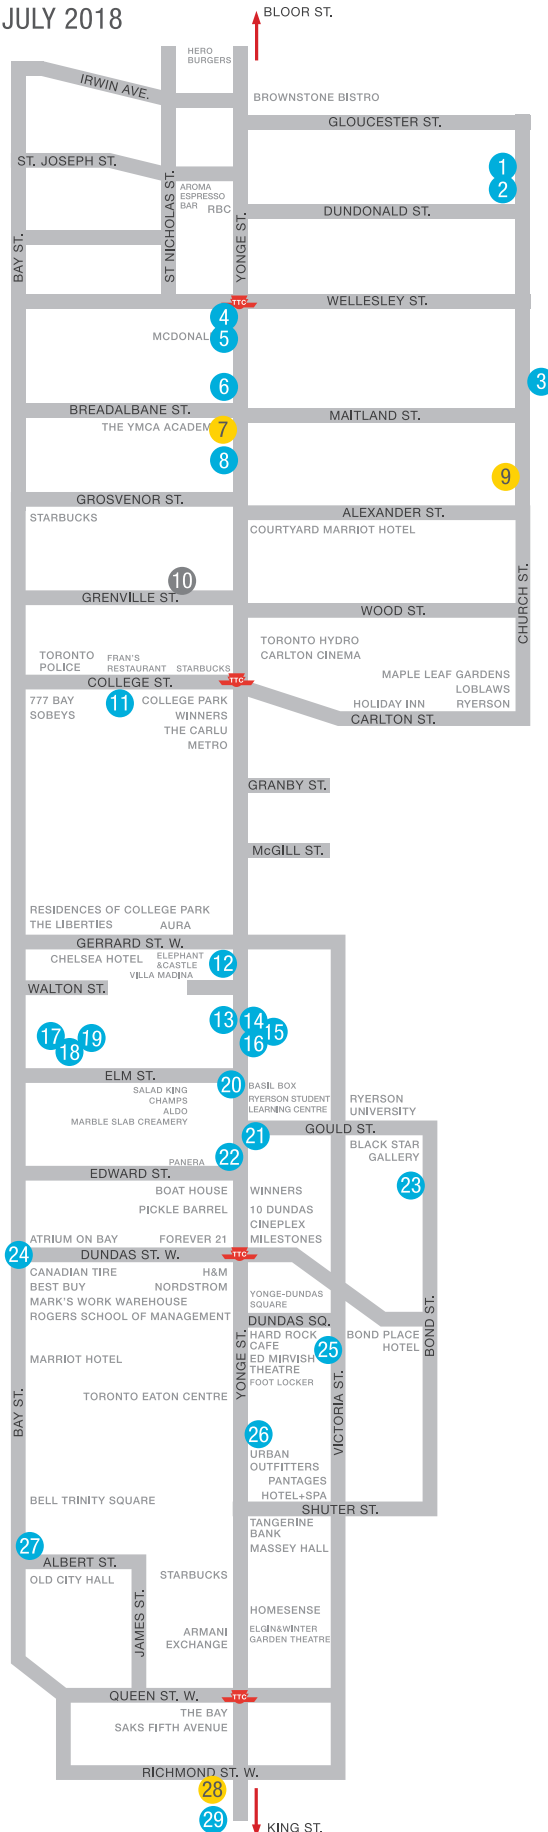 JULY 2018
BLOOR ST.
HERO
BURGERS
IRWIN AVE.
BROWNSTONE BISTRO
GLOUCESTER ST.
ST. JOSEPH ST.
1
2
AROMA
ESPRESSO
BAR
RBC
DUNDONALD ST.
ST NICHOLAS ST.
YONGE ST.
BAY ST.
TTC
WELLESLEY ST.
4
MCDONAL
5
3
6
BREADALBANE ST.
MAITLAND ST.
THE YMCA ACADEM
7
8
9
GROSVENOR ST.
STARBUCKS
ALEXANDER ST.
COURTYARD MARRIOT HOTEL
10
GRENVILLE ST.
WOOD ST.
CHURCH ST.
TORONTO HYDRO
CARLTON CINEMA
TORONTO
POLICE
FRAN'S
RESTAURANT
STARBUCKS
COLLEGE ST.
TTC
MAPLE LEAF GARDENS
LOBLAWS
HOLIDAY INN
RYERSON
CARLTON ST.
777 BAY
SOBEYS
11
COLLEGE PARK
WINNERS
THE CARLU
METRO
GRANBY ST.
McGILL ST.
RESIDENCES OF COLLEGE PARK
THE LIBERTIES
AURA
GERRARD ST. W.
CHELSEA HOTEL
ELEPHANT
&CASTLE
VILLA MADINA
12
WALTON ST.
13
14
15
16
17
18
19
ELM ST.
20
BASIL BOX
RYERSON STUDENT
LEARNING CENTRE
RYERSON
UNIVERSITY
SALAD KING
CHAMPS
ALDO
MARBLE SLAB CREAMERY
21
GOULD ST.
BLACK STAR
GALLERY
PANERA
22
23
EDWARD ST.
BOAT HOUSE
WINNERS
PICKLE BARREL
10 DUNDAS
CINEPLEX
MILESTONES
ATRIUM ON BAY
FOREVER 21
24
DUNDAS ST. W.
TTC
CANADIAN TIRE
H&M
BEST BUY
NORDSTROM
MARK'S WORK WAREHOUSE
ROGERS SCHOOL OF MANAGEMENT
YONGE-DUNDAS
SQUARE
DUNDAS SQ.
HARD ROCK
CAFE
ED MIRVISH
THEATRE
FOOT LOCKER
25
BOND PLACE
HOTEL
BOND ST.
MARRIOT HOTEL
YONGE ST.
VICTORIA ST.
BAY ST.
TORONTO EATON CENTRE
26
URBAN
OUTFITTERS
PANTAGES
HOTEL+SPA
BELL TRINITY SQUARE
SHUTER ST.
TANGERINE
BANK
MASSEY HALL
27
ALBERT ST.
OLD CITY HALL
STARBUCKS
JAMES ST.
HOMESENSE
ARMANI
EXCHANGE
ELGIN&WINTER
GARDEN THEATRE
QUEEN ST. W.
TTC
THE BAY
SAKS FIFTH AVENUE
RICHMOND ST. W.
28
29
KING ST.